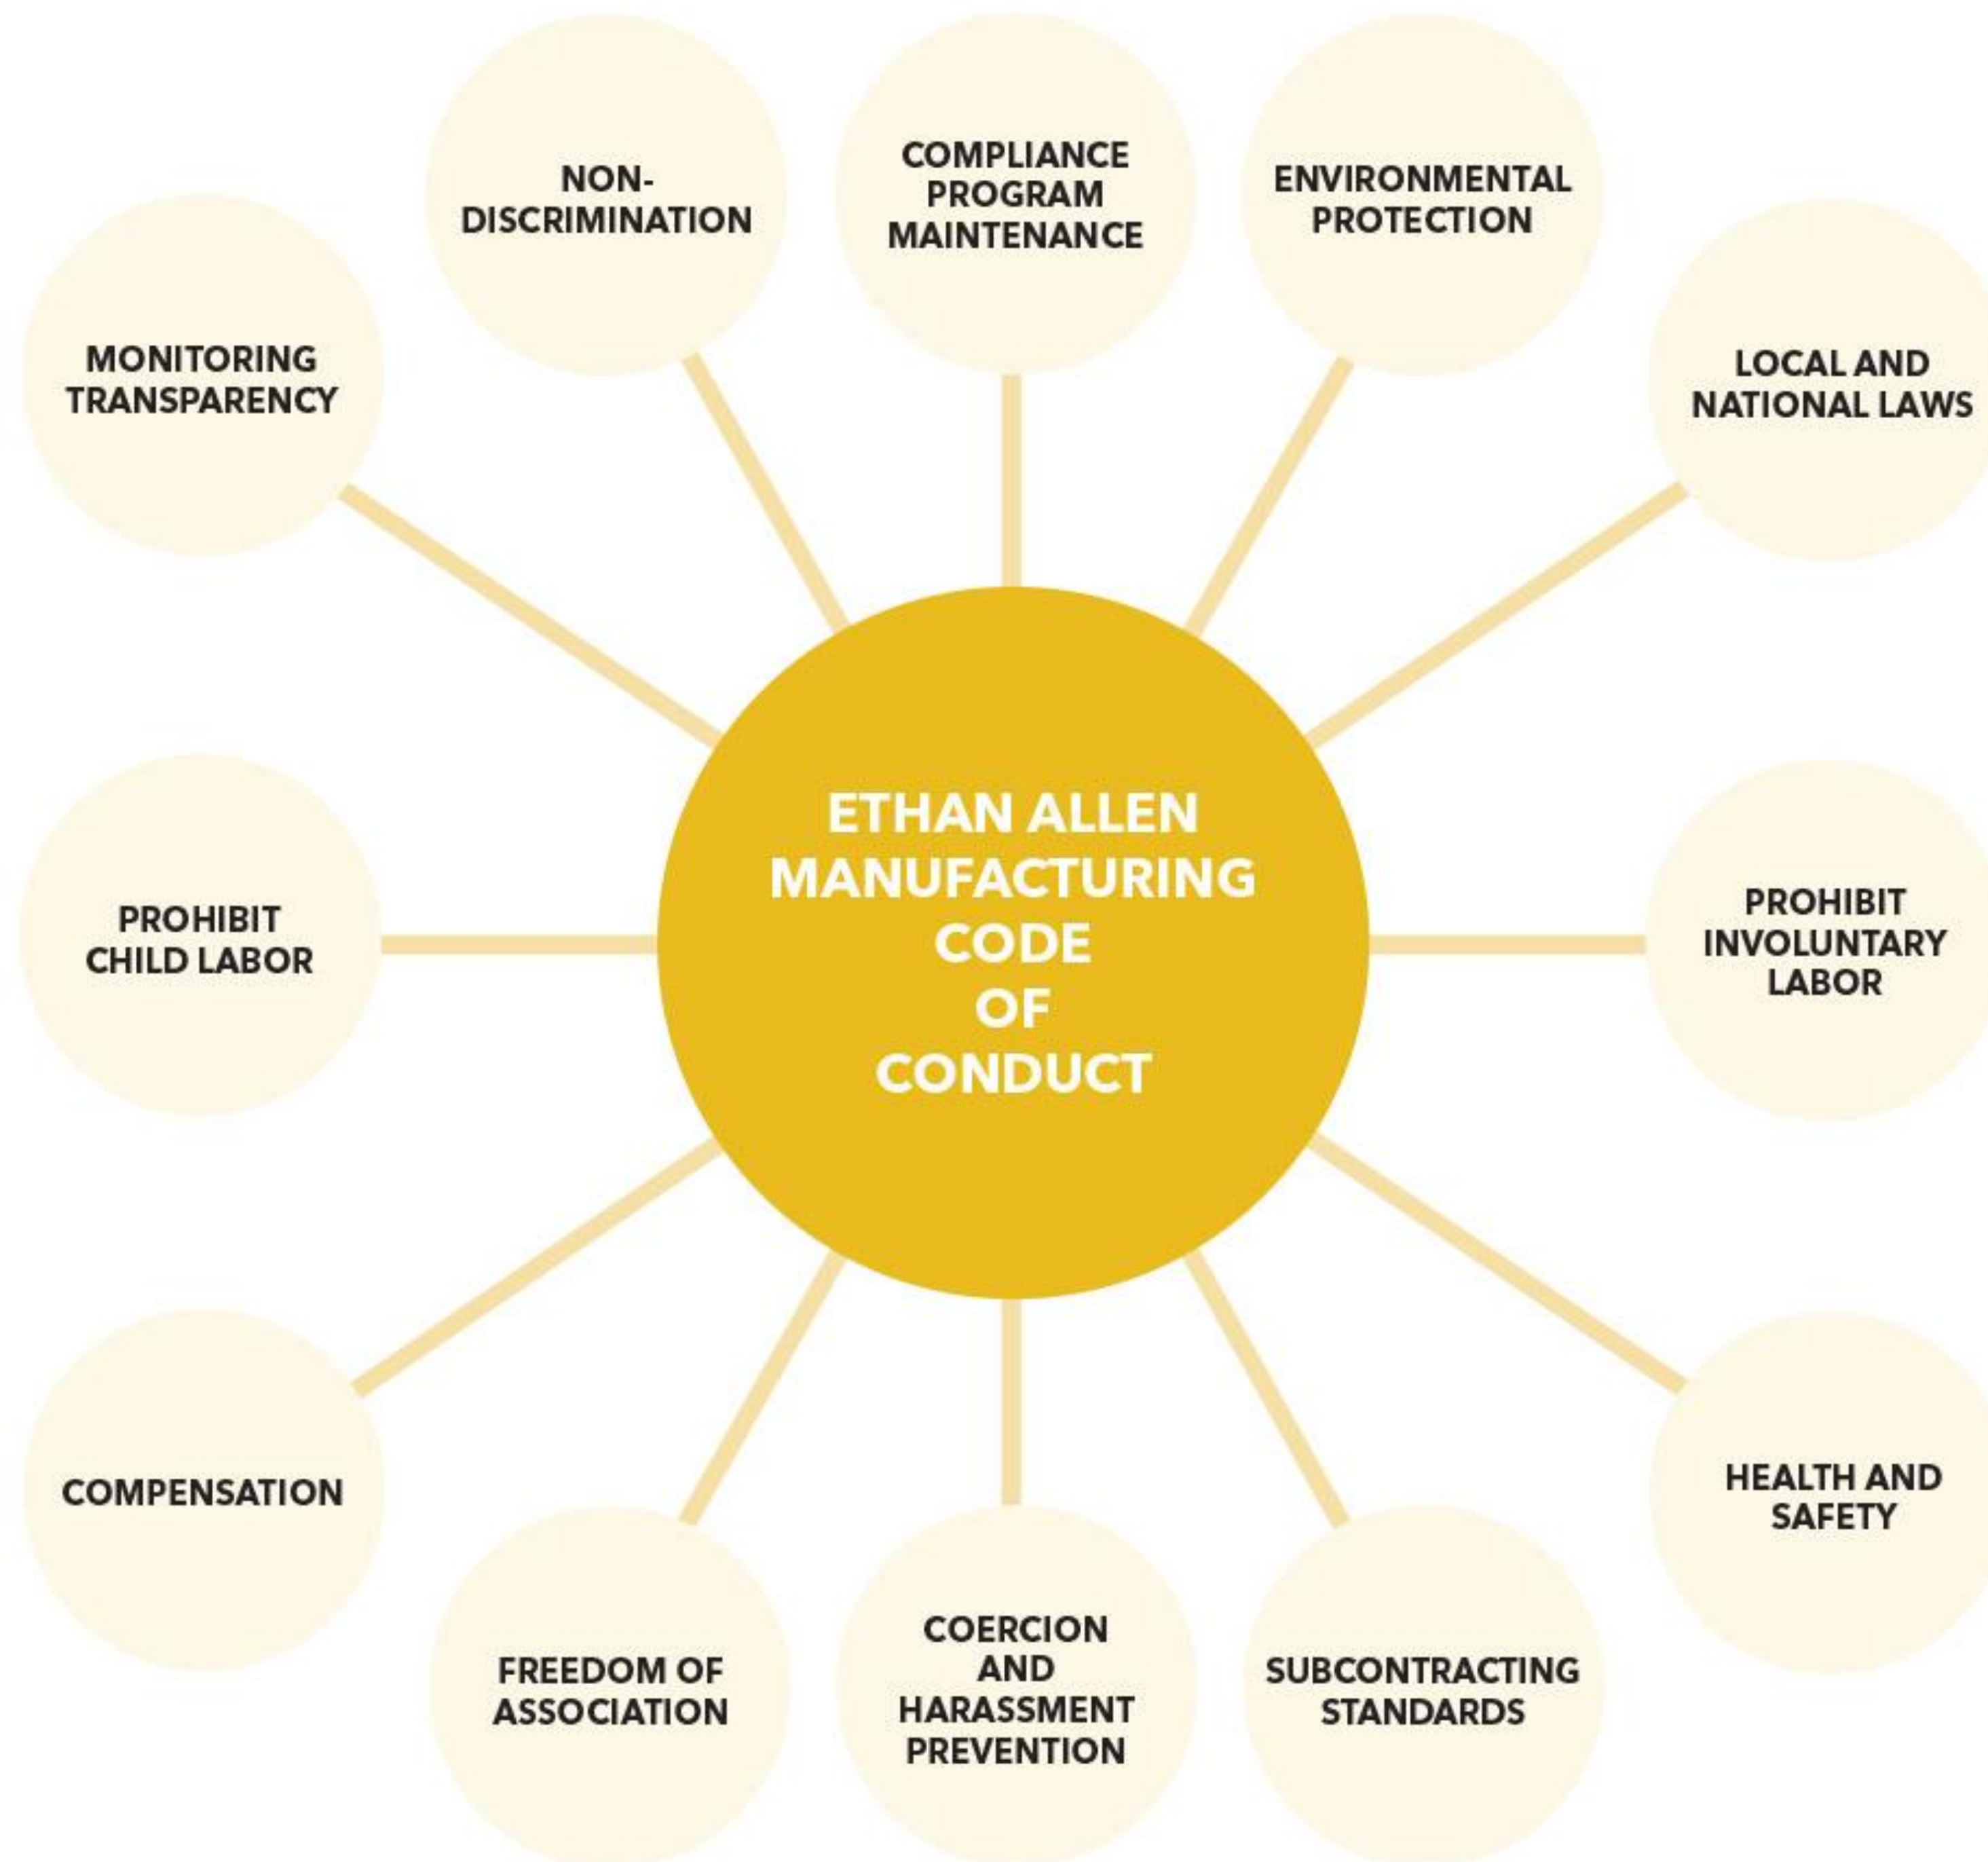 NON-
DISCRIMINATION
COMPLIANCE
PROGRAM
MAINTENANCE
ENVIRONMENTAL
PROTECTION
MONITORING
TRANSPARENCY
LOCAL AND
NATIONAL LAWS
ETHAN ALLEN
MANUFACTURING
CODE
OF
CONDUCT
PROHIBIT
CHILD LABOR
PROHIBIT
INVOLUNTARY
LABOR
COMPENSATION
HEALTH AND
SAFETY
FREEDOM OF
ASSOCIATION
COERCION
AND
HARASSMENT
PREVENTION
SUBCONTRACTING
STANDARDS